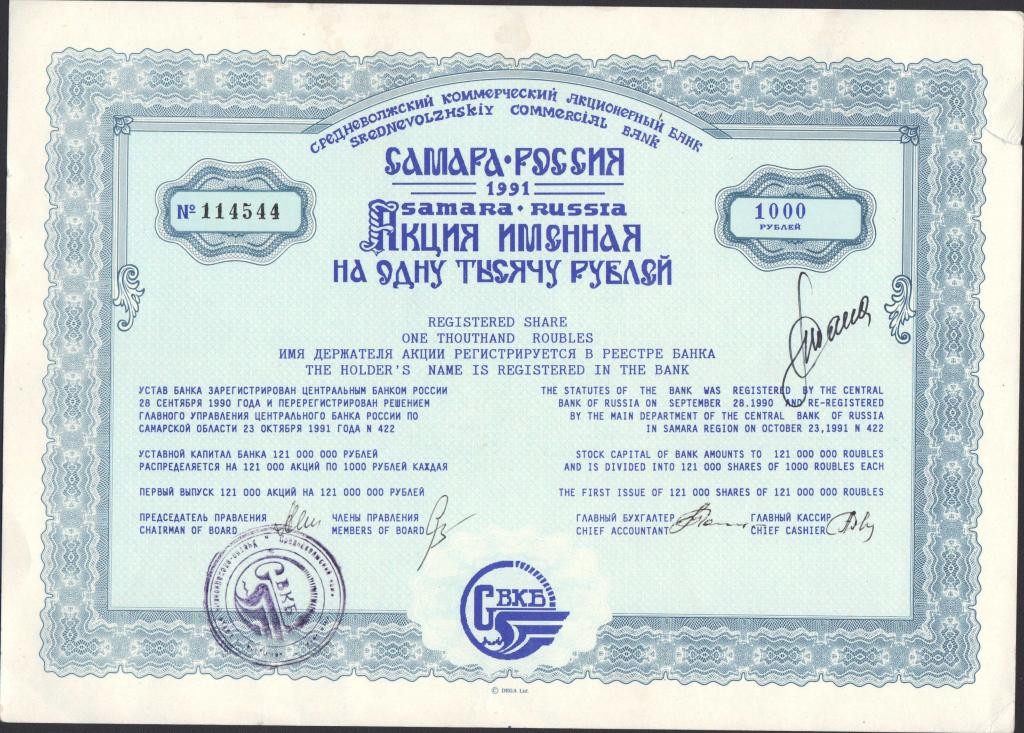 СРЕДНЕВОЛЖСКИЙ КОММЕРЧЕСКИЙ АКЦИОНЕРНЫЙ БАНК
SREDNEVOLZHSKIY COMMERCIAL BANK
САМАРА·РОССИЯ
1991
SAMARA · RUSSIA
№ 114544
1000
РУБЛЕЙ
АКЦИЯ ИМЕННАЯ
НА ОДНУ ТЫСЯЧУ РУБЛЕЙ
REGISTERED SHARE
ONE THOUTHAND ROUBLES
ИМЯ ДЕРЖАТЕЛЯ АКЦИИ РЕГИСТРИРУЕТСЯ В РЕЕСТРЕ БАНКА
THE HOLDER'S NAME IS REGISTERED IN THE BANK
УСТАВ БАНКА ЗАРЕГИСТРИРОВАН ЦЕНТРАЛЬНЫМ БАНКОМ РОССИИ
28 СЕНТЯБРЯ 1990 ГОДА И ПЕРЕРЕГИСТРИРОВАН РЕШЕНИЕМ
ГЛАВНОГО УПРАВЛЕНИЯ ЦЕНТРАЛЬНОГО БАНКА РОССИИ ПО
САМАРСКОЙ ОБЛАСТИ 23 ОКТЯБРЯ 1991 ГОДА N 422
УСТАВНОЙ КАПИТАЛ БАНКА 121 000 000 РУБЛЕЙ
РАСПРЕДЕЛЯЕТСЯ НА 121 000 АКЦИЙ ПО 1000 РУБЛЕЙ КАЖДАЯ
ПЕРВЫЙ ВЫПУСК 121 000 АКЦИЙ НА 121 000 000 РУБЛЕЙ
THE STATUTES OF THE BANK WAS REGISTERED BY THE CENTRAL
BANK OF RUSSIA ON SEPTEMBER 28.1990 AND RE-REGISTERED
BY THE MAIN DEPARTMENT OF THE CENTRAL BANK OF RUSSIA
IN SAMARA REGION ON OCTOBER 23,1991 N 422
STOCK CAPITAL OF BANK AMOUNTS TO 121 000 000 ROUBLES
AND IS DIVIDED INTO 121 000 SHARES OF 1000 ROUBLES EACH
THE FIRST ISSUE OF 121 000 SHARES OF 121 000 000 ROUBLES
ПРЕДСЕДАТЕЛЬ ПРАВЛЕНИЯ
CHAIRMAN OF BOARD
ЧЛЕНЫ ПРАВЛЕНИЯ
MEMBERS OF BOARD
ГЛАВНЫЙ БУХГАЛТЕР
CHIEF ACCOUNTANT
ГЛАВНЫЙ КАССИР
CHIEF CASHIER
СВКБ
СВКБ
© DEGA Ltd.